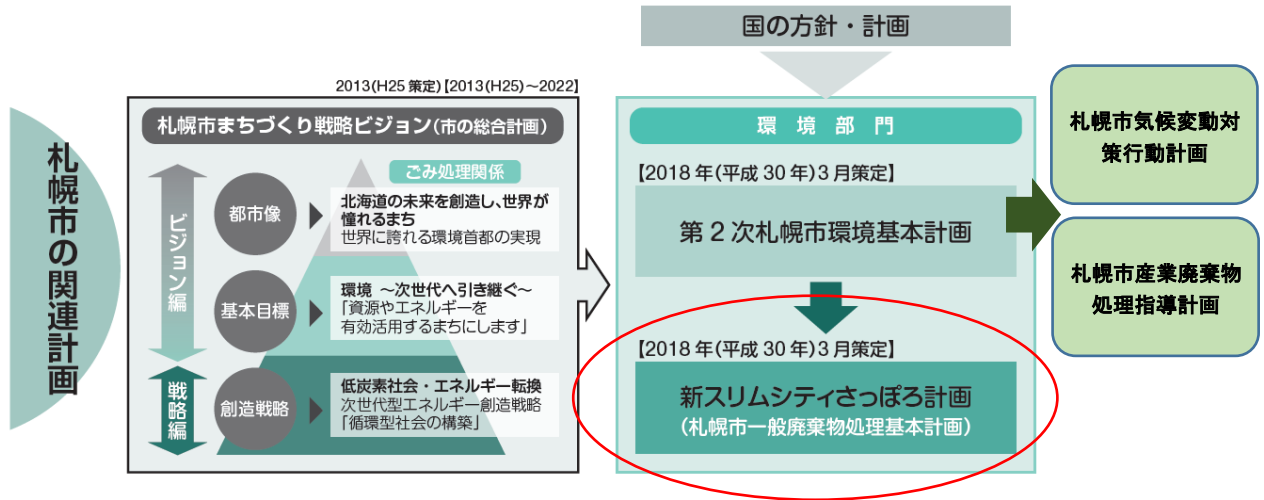 札幌市の関連計画
2013(H25 策定)【2013(H25)～2022】
札幌市まちづくり戦略ビジョン(市の総合計画)
ごみ処理関係
ビジョン編
都市像
北海道の未来を創造し、世界が
憧れるまち
世界に誇れる環境首都の実現
基本目標
環境 ～次世代へ引き継ぐ～
「資源やエネルギーを
有効活用するまちにします」
戦略編
創造戦略
低炭素社会・エネルギー転換
次世代型エネルギー創造戦略
「循環型社会の構築」
国の方針・計画
環境部門
【2018年(平成30年)3月策定】
第2次札幌市環境基本計画
【2018年(平成30年)3月策定】
新スリムシティさっぽろ計画
(札幌市一般廃棄物処理基本計画)
札幌市気候変動対
策行動計画
札幌市産業廃棄物
処理指導計画